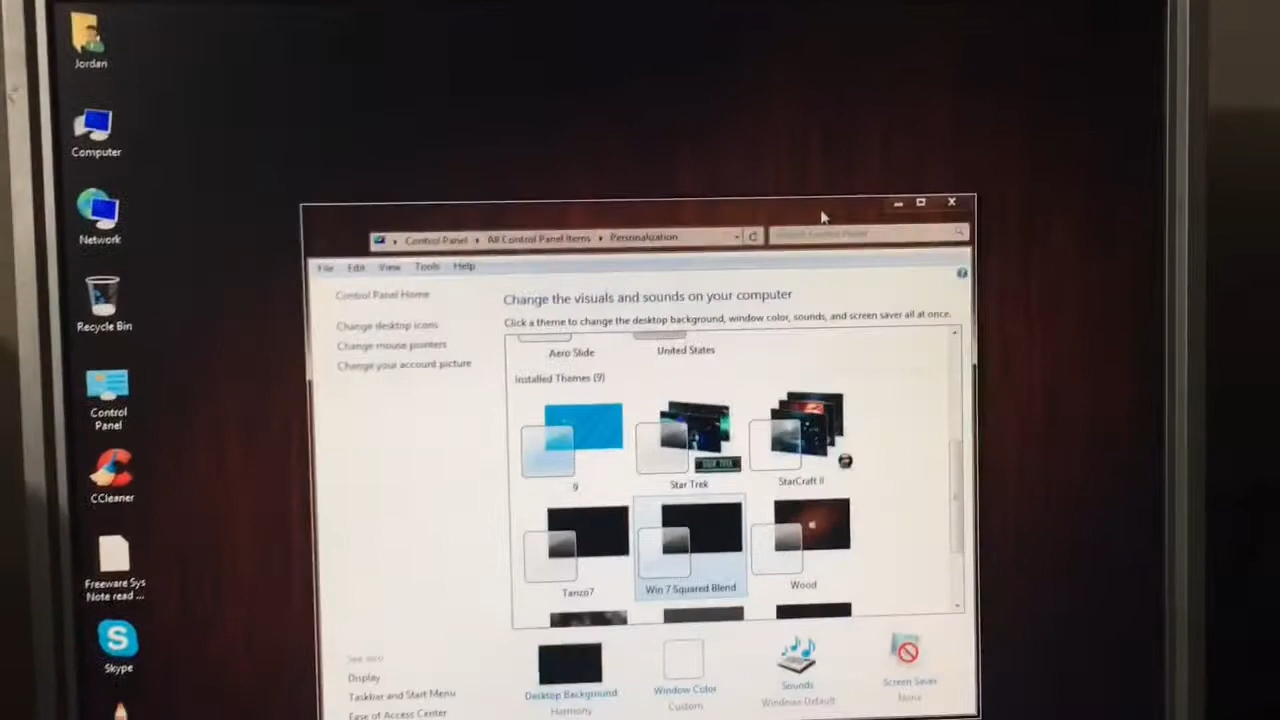 Jordan
Computer
Network
Recycle Bin
Control
Panel
CCleaner
Freeware Sys
Note read ...
Skype
Control Panel
All Control Panel Items
Personalization
File Edit View Tools Help
Control Panel Home
Change desktop icons
Change mouse pointers
Change your account picture
See also
Display
Taskbar and Start Menu
Ease of Access Center
Change the visuals and sounds on your computer
Click a theme to change the desktop background, window color, sounds, and screen saver all at once.
Aero Slide
United States
Installed Themes (9)
9
Star Trek
StarCraft II
Tanzo7
Win 7 Squared Blend
Wood
Desktop Background
Harmony
Window Color
Custom
Sounds
Windows Default
Screen Saver
None